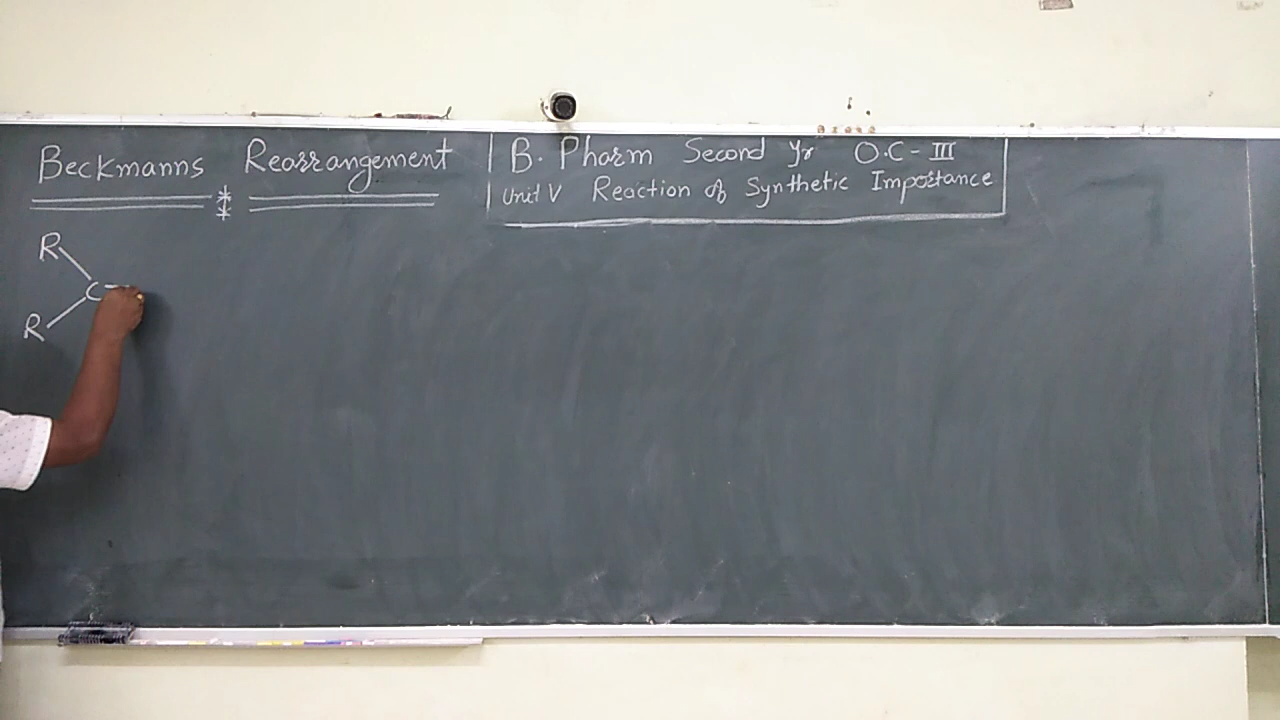 Beckmanns Rearrangement
B. Pharm Second Yr O.C - III
Unit V Reaction of Synthetic Importance
R
C
R